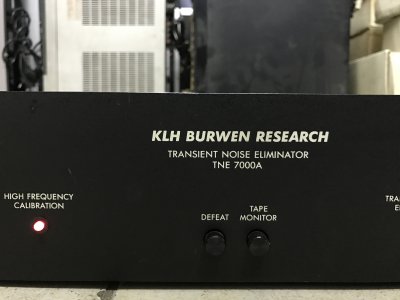 KLH BURWEN RESEARCH
TRANSIENT NOISE ELIMINATOR
TNE 7000A
HIGH FREQUENCY
CALIBRATION
DEFEAT
TAPE
MONITOR